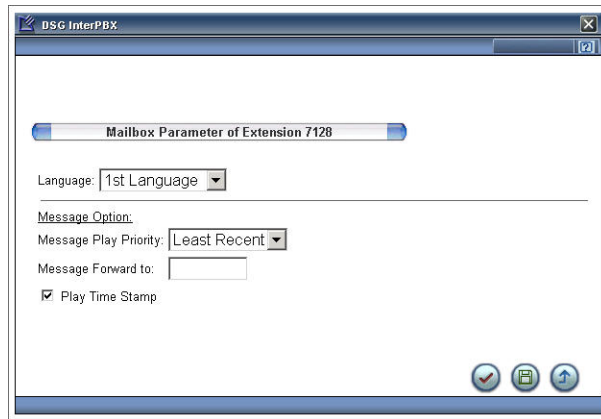 DSG InterPBX
[?]
Mailbox Parameter of Extension 7128
Language: 1st Language
Message Option:
Message Play Priority: Least Recent
Message Forward to:
Play Time Stamp